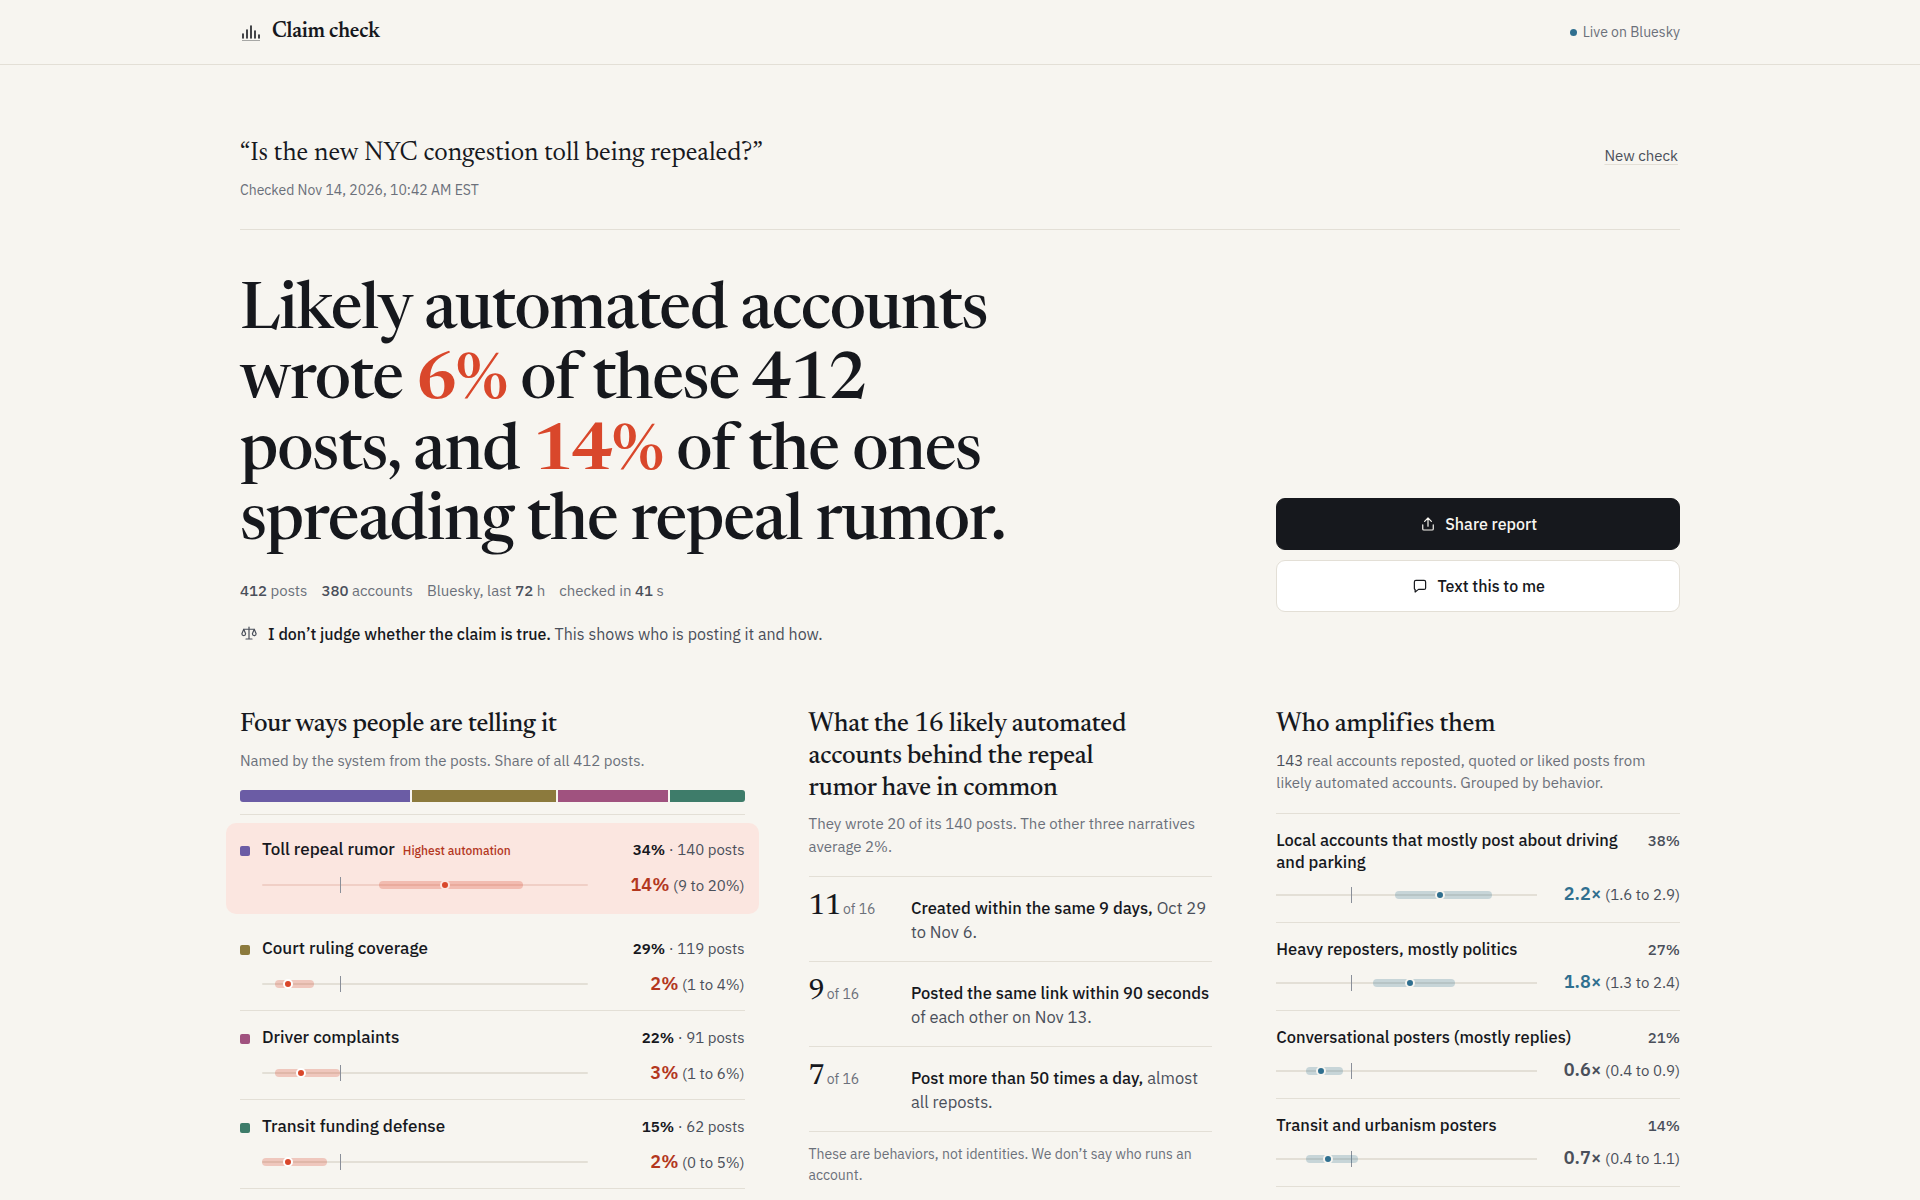 Claim check
Live on Bluesky
“Is the new NYC congestion toll being repealed?”
New check
Checked Nov 14, 2026, 10:42 AM EST
Likely automated accounts
wrote 6% of these 412
posts, and 14% of the ones
spreading the repeal rumor.
Share report
Text this to me
412 posts 380 accounts Bluesky, last 72 h checked in 41 s
I don’t judge whether the claim is true. This shows who is posting it and how.
Four ways people are telling it
Named by the system from the posts. Share of all 412 posts.
Toll repeal rumor Highest automation 34% · 140 posts
14% (9 to 20%)
Court ruling coverage 29% · 119 posts
2% (1 to 4%)
Driver complaints 22% · 91 posts
3% (1 to 6%)
Transit funding defense 15% · 62 posts
2% (0 to 5%)
What the 16 likely automated
accounts behind the repeal
rumor have in common
They wrote 20 of its 140 posts. The other three narratives
average 2%.
11 of 16 Created within the same 9 days, Oct 29
to Nov 6.
9 of 16 Posted the same link within 90 seconds
of each other on Nov 13.
7 of 16 Post more than 50 times a day, almost
all reposts.
These are behaviors, not identities. We don’t say who runs an
account.
Who amplifies them
143 real accounts reposted, quoted or liked posts from
likely automated accounts. Grouped by behavior.
Local accounts that mostly post about driving 38%
and parking
2.2× (1.6 to 2.9)
Heavy reposters, mostly politics 27%
1.8× (1.3 to 2.4)
Conversational posters (mostly replies) 21%
0.6× (0.4 to 0.9)
Transit and urbanism posters 14%
0.7× (0.4 to 1.1)